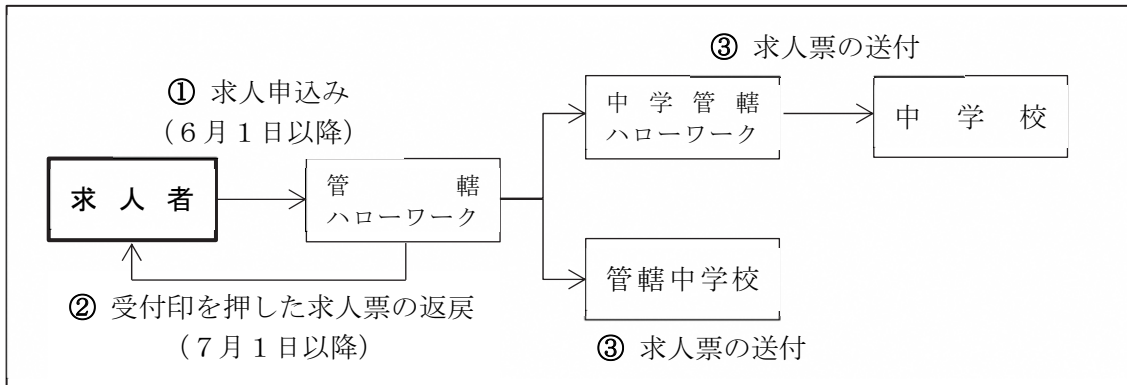 ③ 求人票の送付
① 求人申込み
(6月1日以降)
中学管轄
ハローワーク
中学校
求人者
管轄
ハローワーク
管轄中学校
② 受付印を押した求人票の返戻
(7月1日以降)
③ 求人票の送付